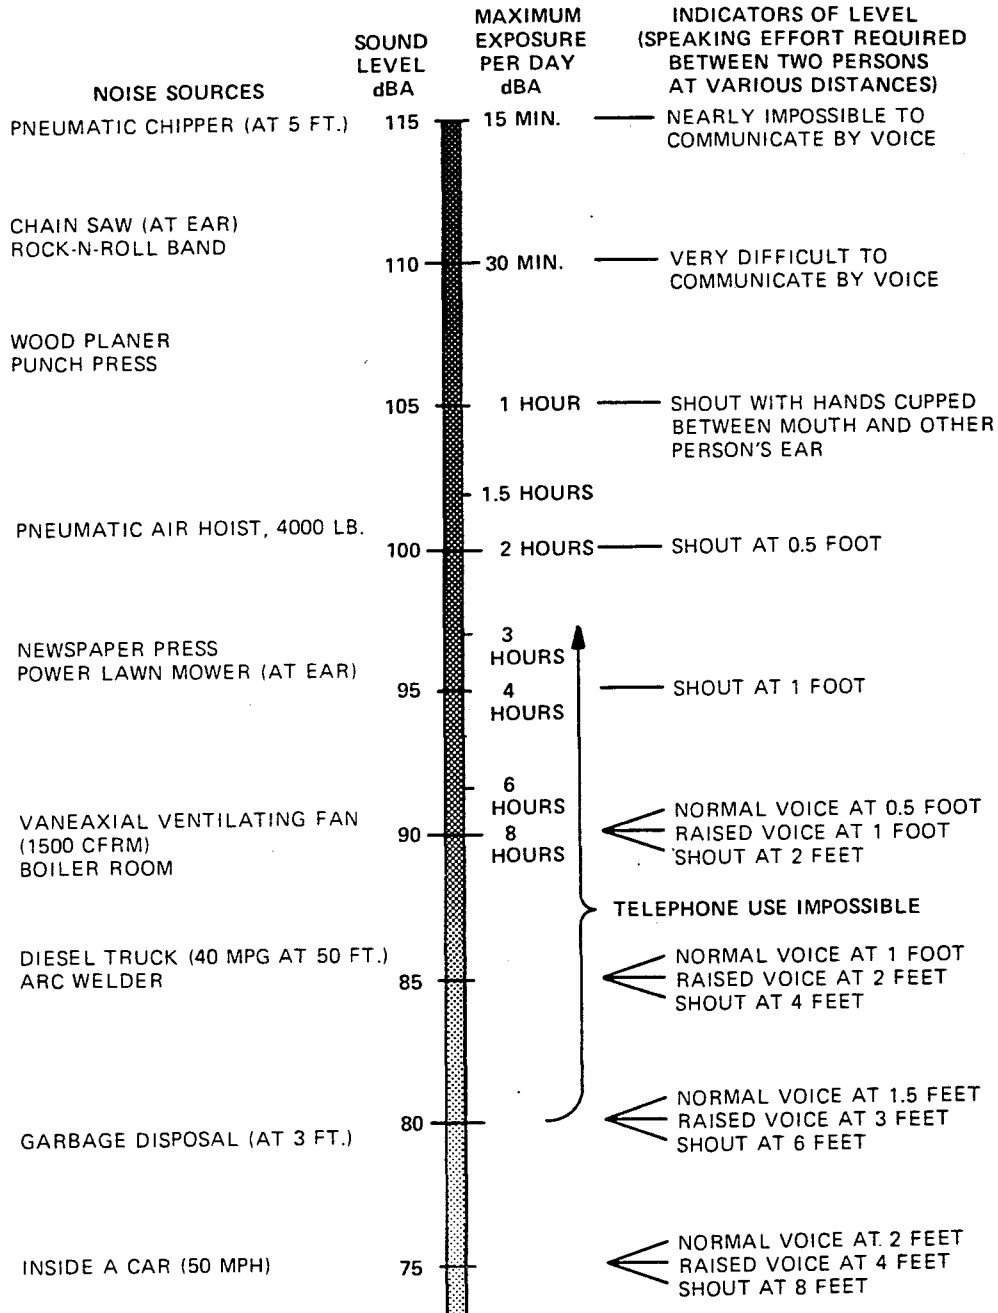 NOISE SOURCES
SOUND
LEVEL
dBA
MAXIMUM
EXPOSURE
PER DAY
dBA
INDICATORS OF LEVEL
(SPEAKING EFFORT REQUIRED
BETWEEN TWO PERSONS
AT VARIOUS DISTANCES)
PNEUMATIC CHIPPER (AT 5 FT.)
115
15 MIN.
NEARLY IMPOSSIBLE TO
COMMUNICATE BY VOICE
CHAIN SAW (AT EAR)
ROCK-N-ROLL BAND
110
30 MIN.
VERY DIFFICULT TO
COMMUNICATE BY VOICE
WOOD PLANER
PUNCH PRESS
105
1 HOUR
SHOUT WITH HANDS CUPPED
BETWEEN MOUTH AND OTHER
PERSON'S EAR
1.5 HOURS
PNEUMATIC AIR HOIST, 4000 LB.
100
2 HOURS
SHOUT AT 0.5 FOOT
3
HOURS
NEWSPAPER PRESS
POWER LAWN MOWER (AT EAR)
95
4
HOURS
SHOUT AT 1 FOOT
6
HOURS
VANEAXIAL VENTILATING FAN
(1500 CFRM)
BOILER ROOM
90
8
HOURS
NORMAL VOICE AT 0.5 FOOT
RAISED VOICE AT 1 FOOT
SHOUT AT 2 FEET
TELEPHONE USE IMPOSSIBLE
DIESEL TRUCK (40 MPG AT 50 FT.)
ARC WELDER
85
NORMAL VOICE AT 1 FOOT
RAISED VOICE AT 2 FEET
SHOUT AT 4 FEET
GARBAGE DISPOSAL (AT 3 FT.)
80
NORMAL VOICE AT 1.5 FEET
RAISED VOICE AT 3 FEET
SHOUT AT 6 FEET
INSIDE A CAR (50 MPH)
75
NORMAL VOICE AT 2 FEET
RAISED VOICE AT 4 FEET
SHOUT AT 8 FEET